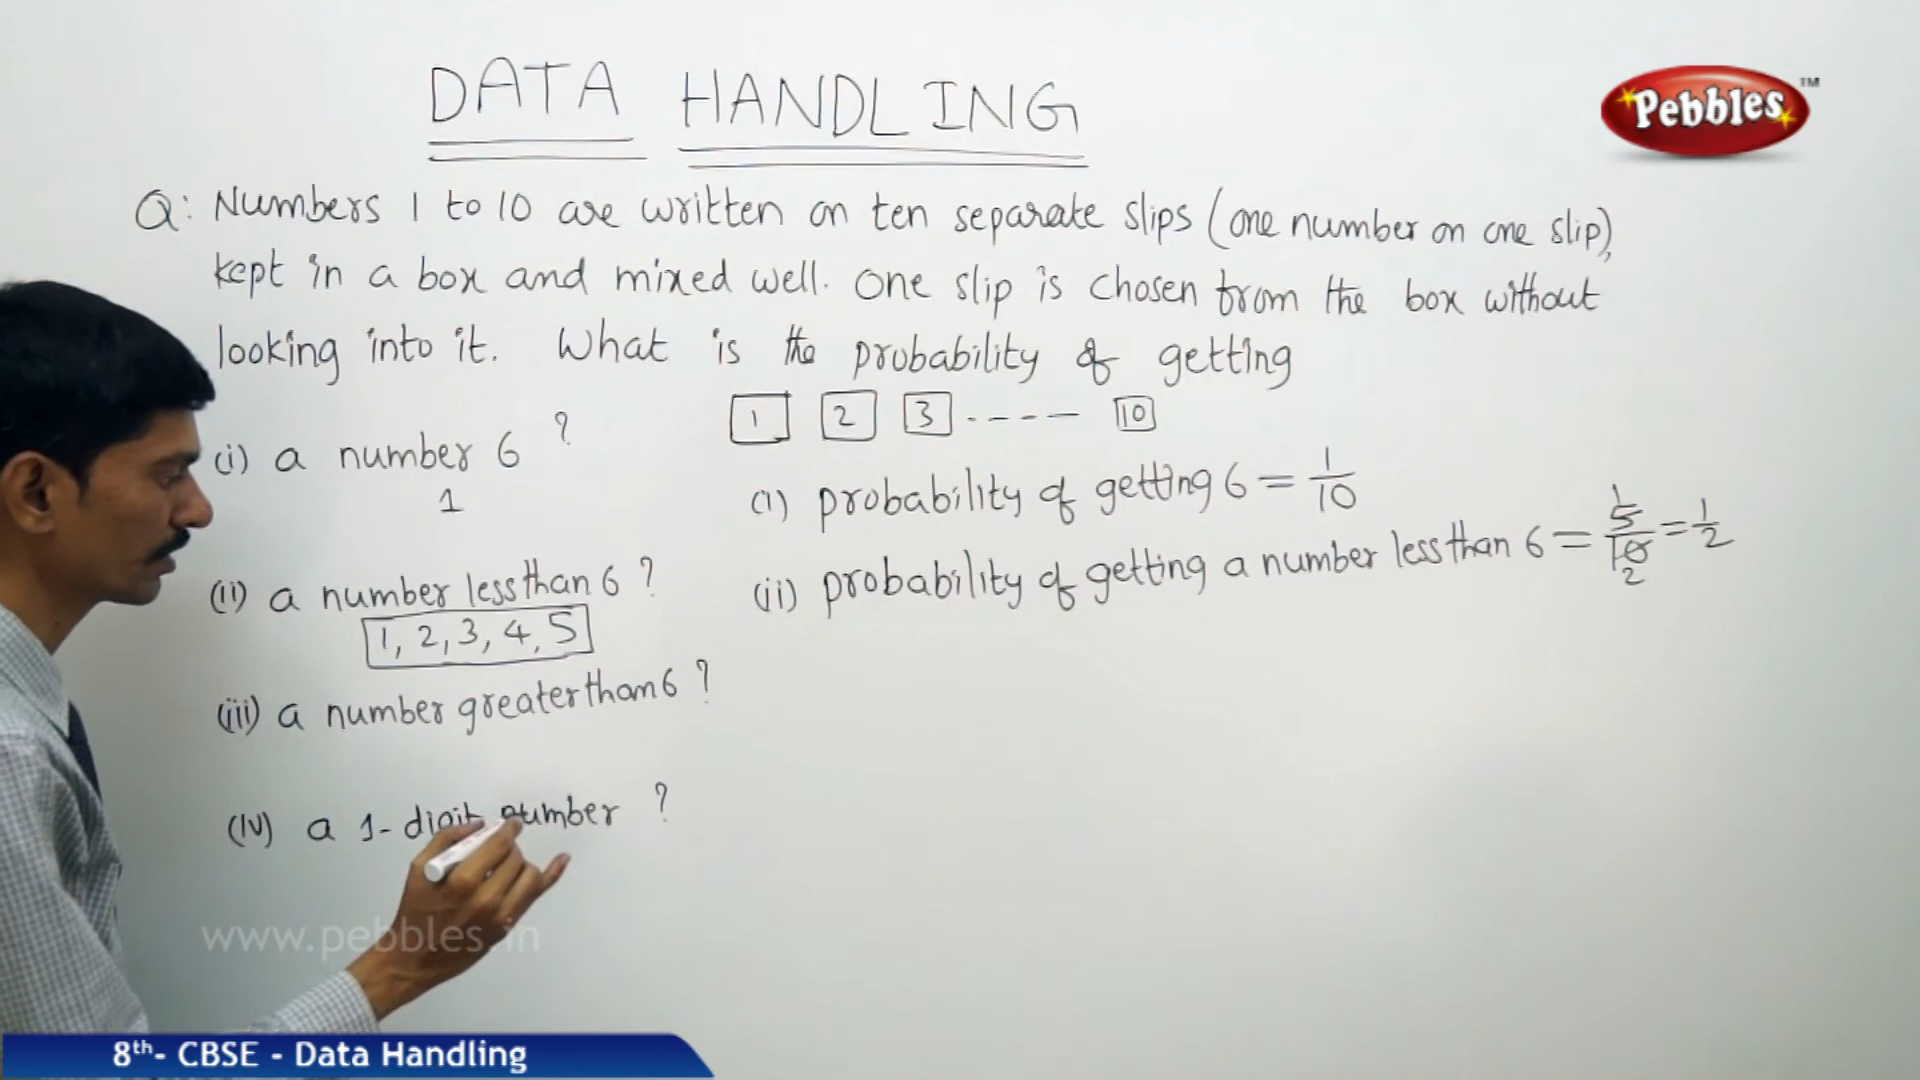 DATA HANDLING
Pebbles TM
Q: Numbers 1 to 10 are written on ten separate slips (one number on one slip),
kept in a box and mixed well. One slip is chosen from the box without
looking into it. What is the probability of getting
1 2 3 ----- 10
(i) a number 6 ?
1
(i) probability of getting 6 = 1/10
(ii) a number less than 6 ?
1, 2, 3, 4, 5
(ii) probability of getting a number less than 6 = 1 5/10 2 = 1/2
(iii) a number greater than 6 ?
(iv) a 1-digit number ?
www.pebbles.in
8th- CBSE - Data Handling